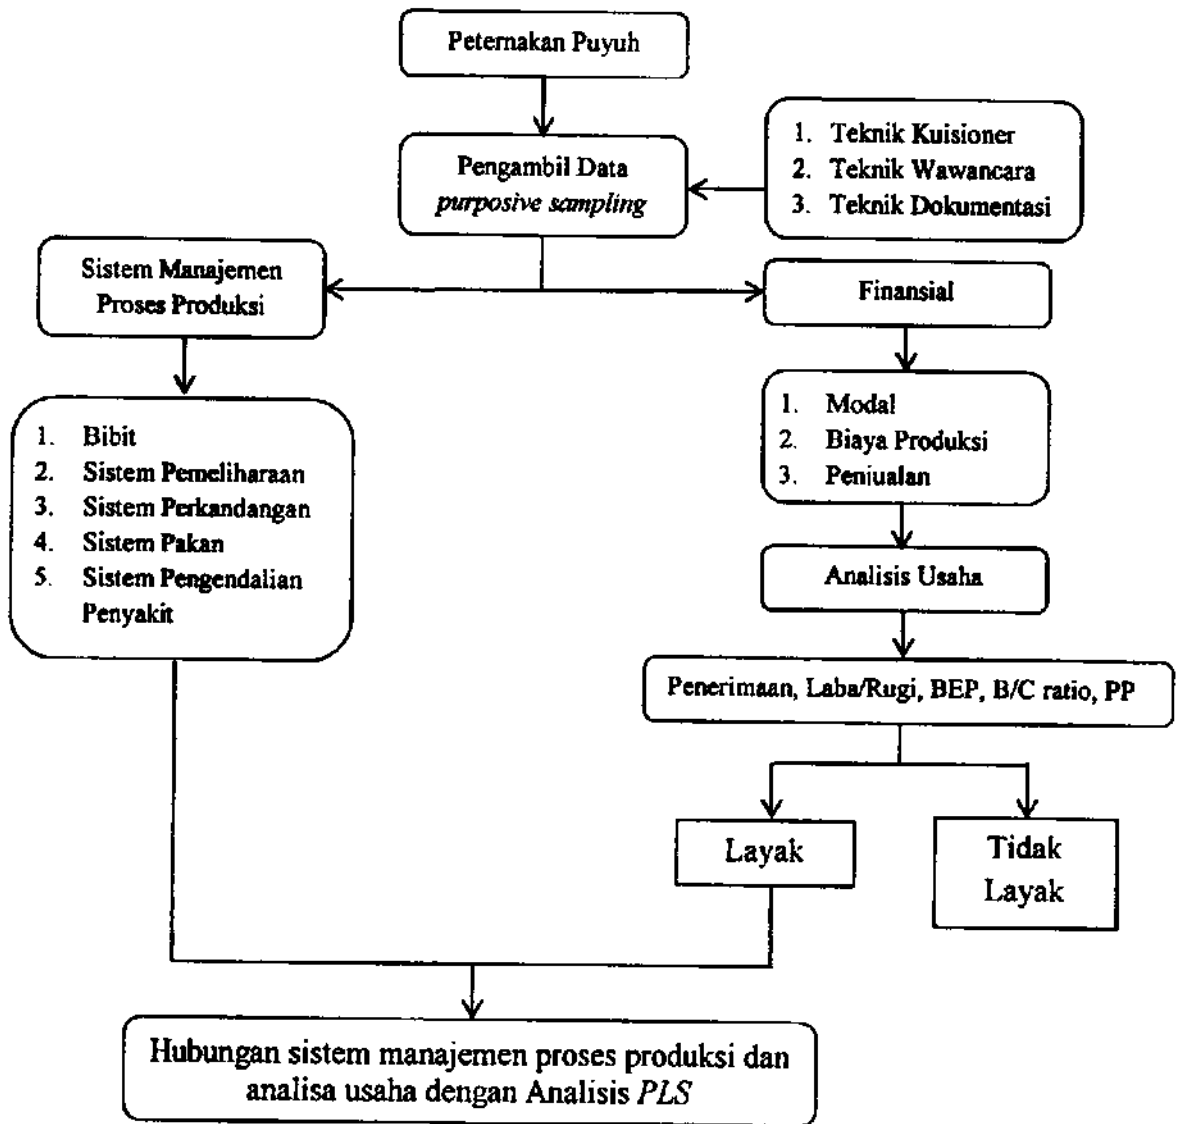 Peternakan Puyuh
Pengambil Data
purposive sampling
1. Teknik Kuisioner
2. Teknik Wawancara
3. Teknik Dokumentasi
Sistem Manajemen
Proses Produksi
Finansial
1. Bibit
2. Sistem Pemeliharaan
3. Sistem Perkandangan
4. Sistem Pakan
5. Sistem Pengendalian
Penyakit
1. Modal
2. Biaya Produksi
3. Penjualan
Analisis Usaha
Penerimaan, Laba/Rugi, BEP, B/C ratio, PP
Layak
Tidak
Layak
Hubungan sistem manajemen proses produksi dan
analisa usaha dengan Analisis PLS